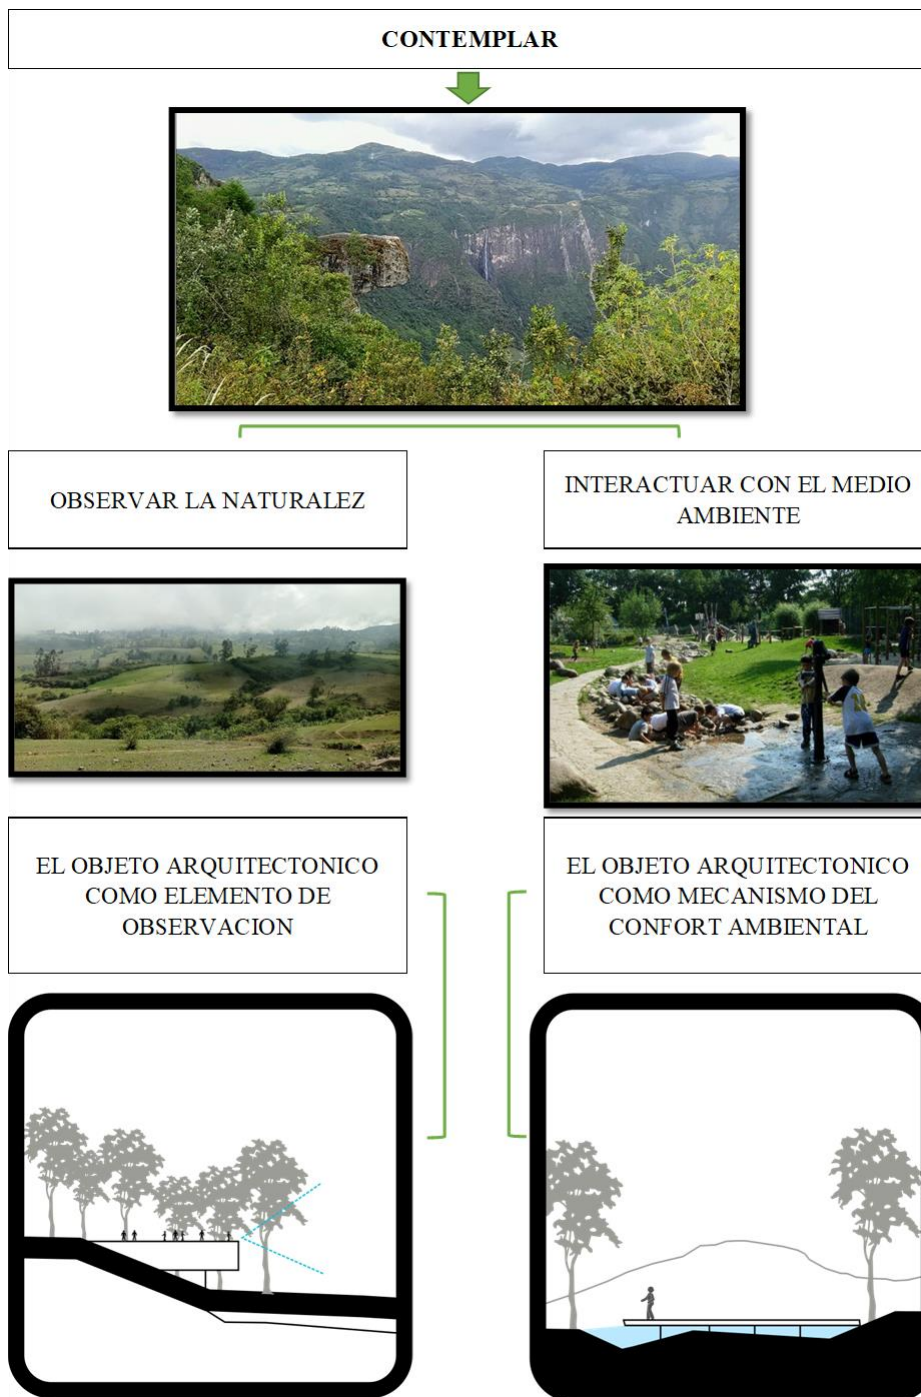 CONTEMPLAR
OBSERVAR LA NATURALEZ
INTERACTUAR CON EL MEDIO
AMBIENTE
EL OBJETO ARQUITECTONICO
COMO ELEMENTO DE
OBSERVACION
EL OBJETO ARQUITECTONICO
COMO MECANISMO DEL
CONFORT AMBIENTAL